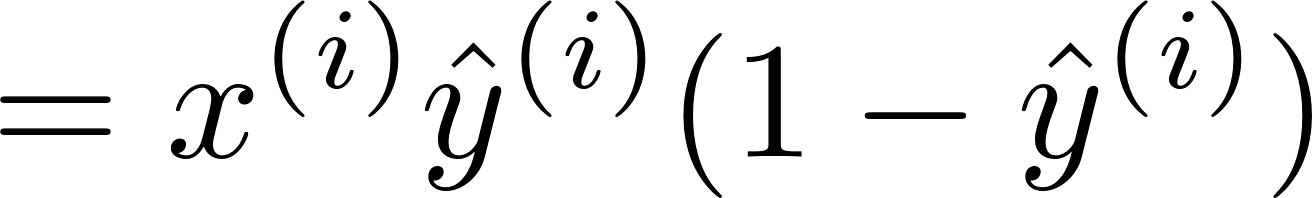 = x^{(i)} \hat{y}^{(i)} (1 - \hat{y}^{(i)})